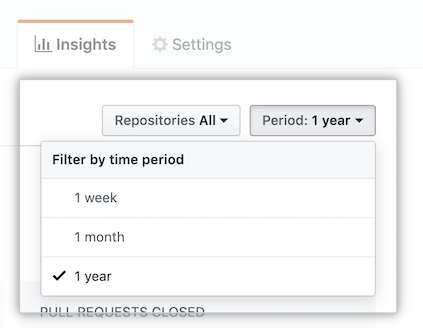 Insights Settings
Repositories All Period: 1 year
Filter by time period
1 week
1 month
1 year
PULL REQUESTS CLOSED